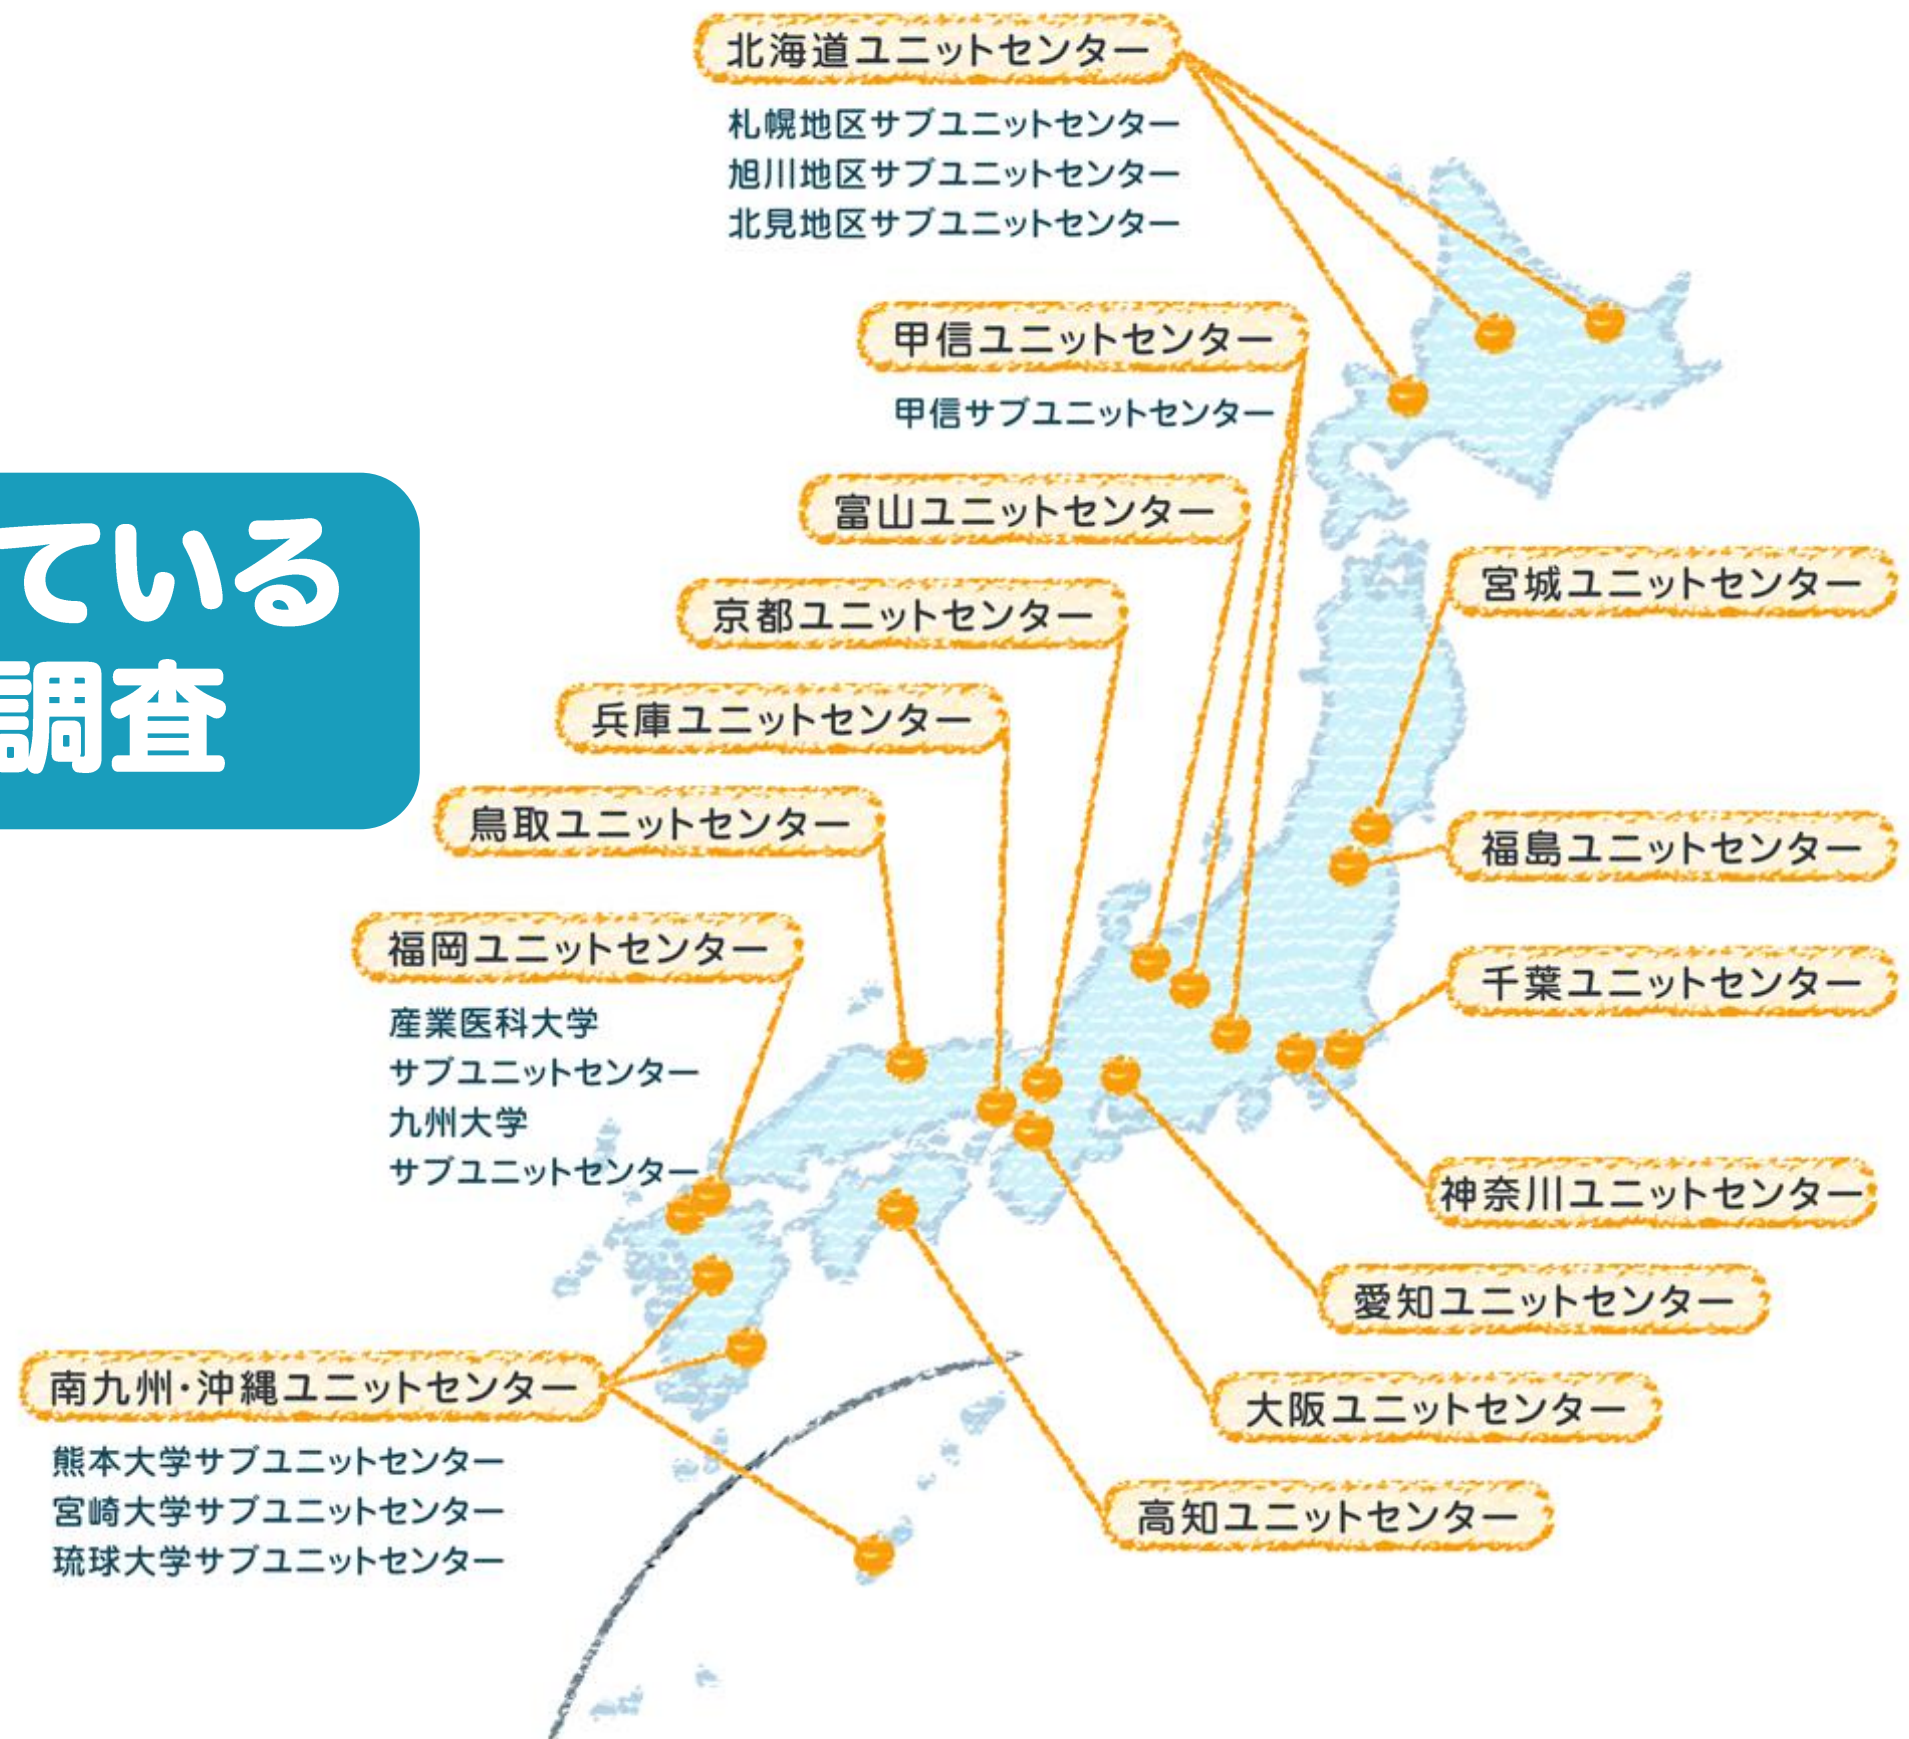 北海道ユニットセンター
札幌地区サブユニットセンター
旭川地区サブユニットセンター
北見地区サブユニットセンター
甲信ユニットセンター
甲信サブユニットセンター
富山ユニットセンター
京都ユニットセンター
兵庫ユニットセンター
鳥取ユニットセンター
福岡ユニットセンター
産業医科大学
サブユニットセンター
九州大学
サブユニットセンター
南九州・沖縄ユニットセンター
熊本大学サブユニットセンター
宮崎大学サブユニットセンター
琉球大学サブユニットセンター
宮城ユニットセンター
福島ユニットセンター
千葉ユニットセンター
神奈川ユニットセンター
愛知ユニットセンター
大阪ユニットセンター
高知ユニットセンター
ている
調査